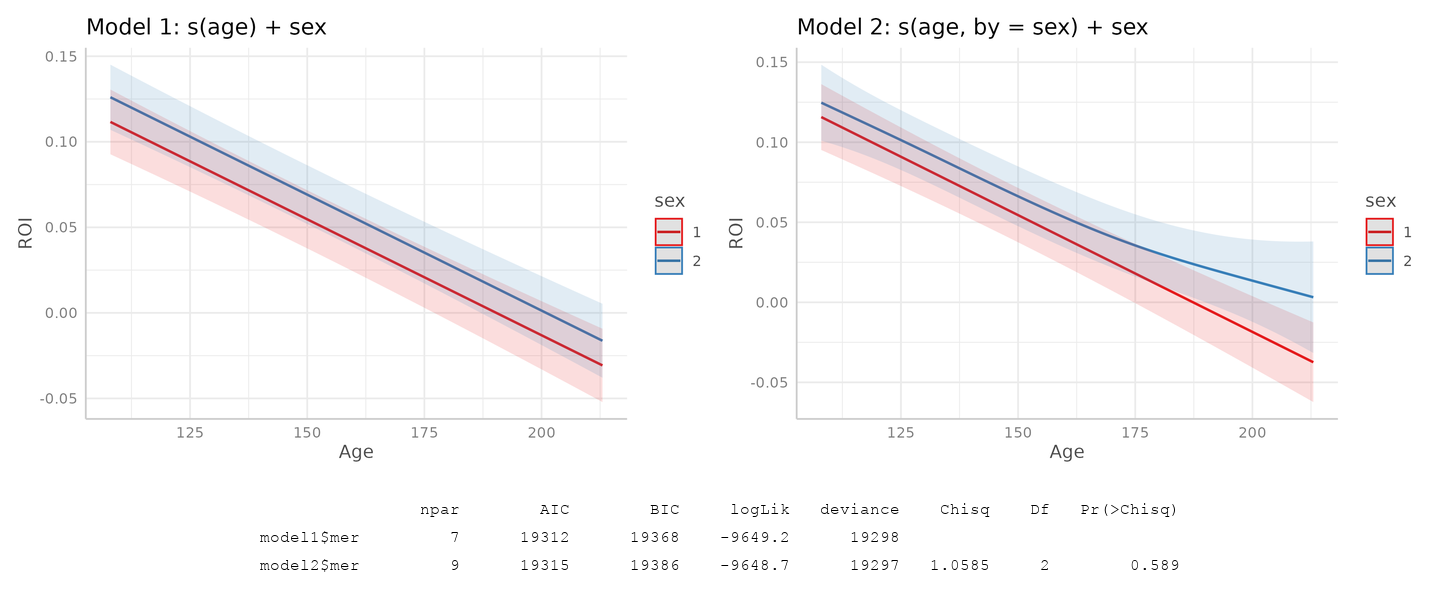 Model 1: s(age) + sex
0.15
0.10
0.05
0.00
-0.05
ROI
125 150 175 200
Age
sex
1
2
Model 2: s(age, by = sex) + sex
0.15
0.10
0.05
0.00
-0.05
ROI
125 150 175 200
Age
sex
1
2
npar AIC BIC logLik deviance Chisq Df Pr(>Chisq)
model1$mer 7 19312 19368 -9649.2 19298
model2$mer 9 19315 19386 -9648.7 19297 1.0585 2 0.589